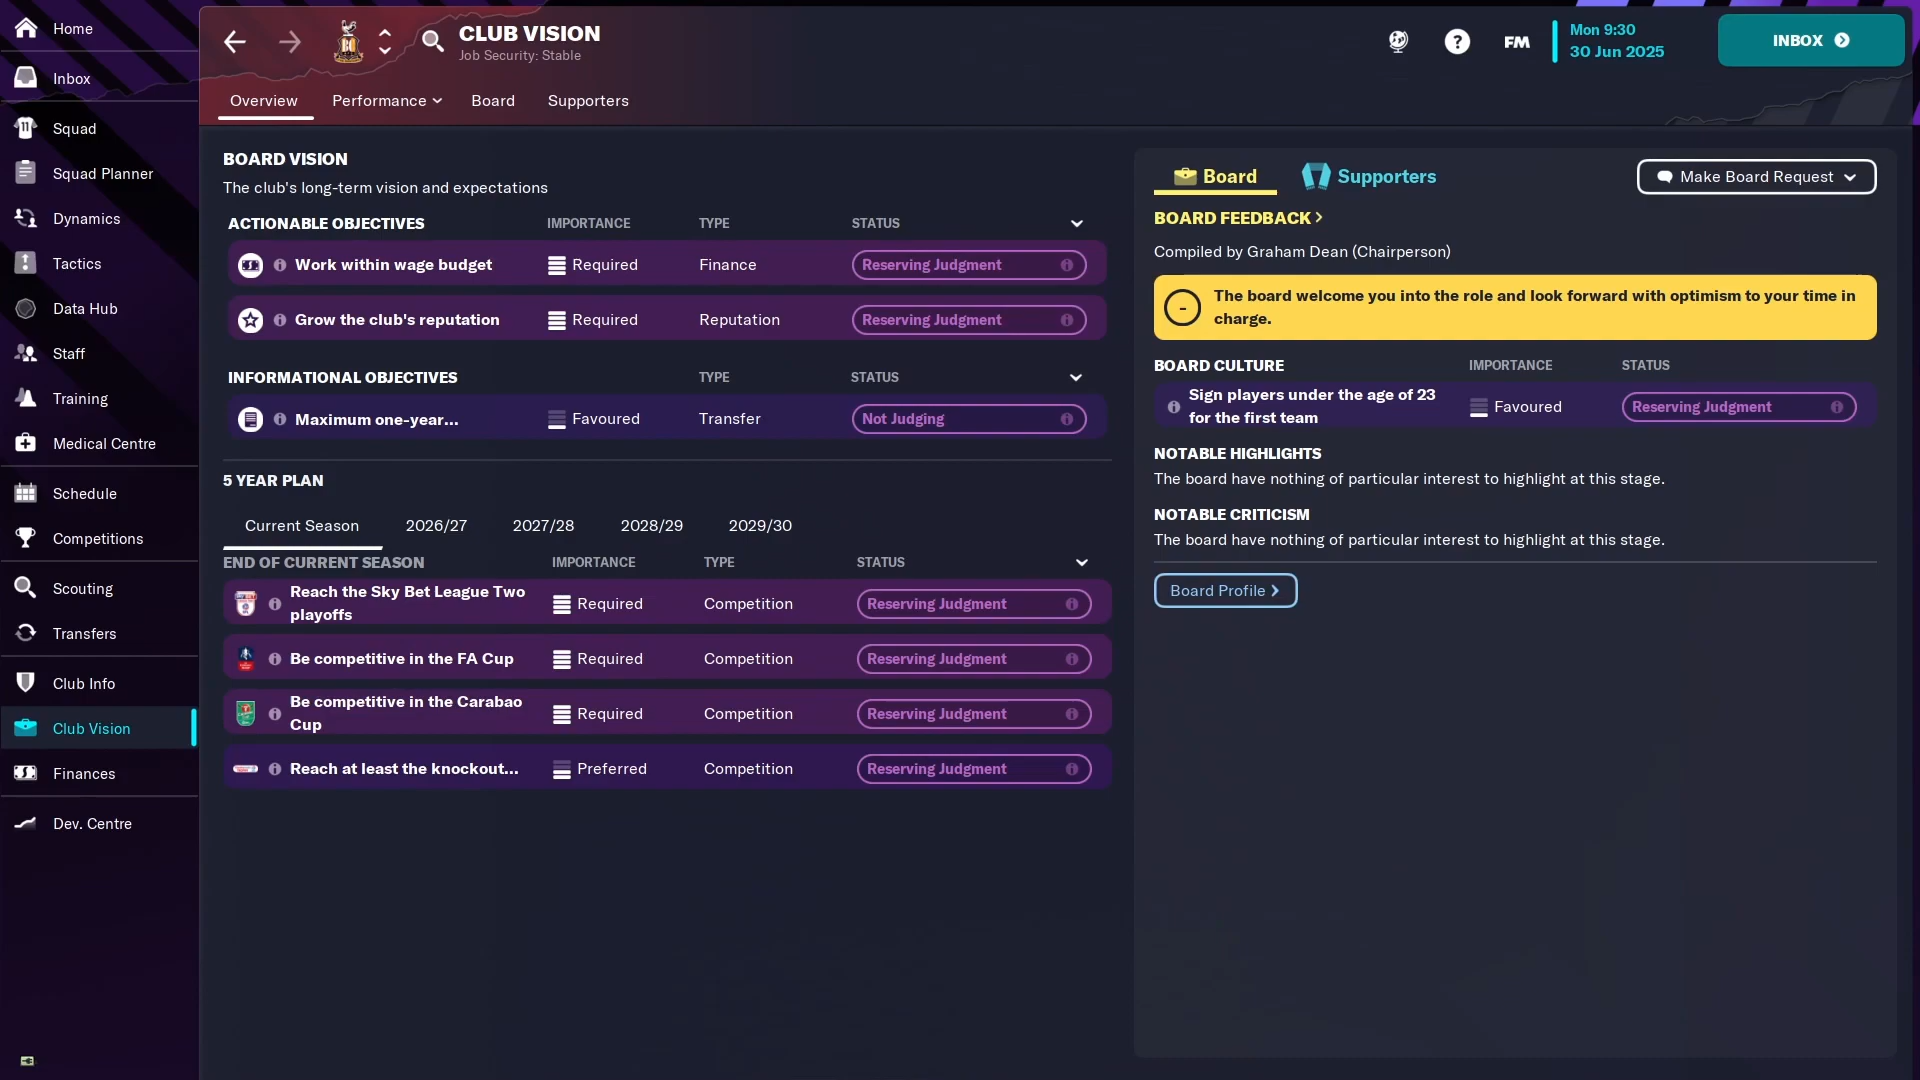 Home
Inbox
Squad
Squad Planner
Dynamics
Tactics
Data Hub
Staff
Training
Medical Centre
Schedule
Competitions
Scouting
Transfers
Club Info
Club Vision
Finances
Dev. Centre
CLUB VISION
Job Security: Stable
FM
Mon 9:30
30 Jun 2025
INBOX
Overview
Performance
Board
Supporters
BOARD VISION
The club's long-term vision and expectations
ACTIONABLE OBJECTIVES IMPORTANCE TYPE STATUS
Work within wage budget Required Finance Reserving Judgment
Grow the club's reputation Required Reputation Reserving Judgment
INFORMATIONAL OBJECTIVES TYPE STATUS
Maximum one-year... Favoured Transfer Not Judging
5 YEAR PLAN
Current Season 2026/27 2027/28 2028/29 2029/30
END OF CURRENT SEASON IMPORTANCE TYPE STATUS
Reach the Sky Bet League Two
playoffs
Required Competition Reserving Judgment
Be competitive in the FA Cup Required Competition Reserving Judgment
Be competitive in the Carabao
Cup
Required Competition Reserving Judgment
Reach at least the knockout... Preferred Competition Reserving Judgment
Board
Supporters
Make Board Request
BOARD FEEDBACK
Compiled by Graham Dean (Chairperson)
The board welcome you into the role and look forward with optimism to your time in
charge.
BOARD CULTURE IMPORTANCE STATUS
Sign players under the age of 23
for the first team
Favoured Reserving Judgment
NOTABLE HIGHLIGHTS
The board have nothing of particular interest to highlight at this stage.
NOTABLE CRITICISM
The board have nothing of particular interest to highlight at this stage.
Board Profile